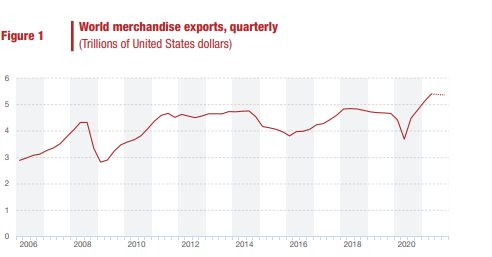 Figure 1
World merchandise exports, quarterly
(Trillions of United States dollars)
6
5
4
3
2
1
0
2006 2008 2010 2012 2014 2016 2018 2020